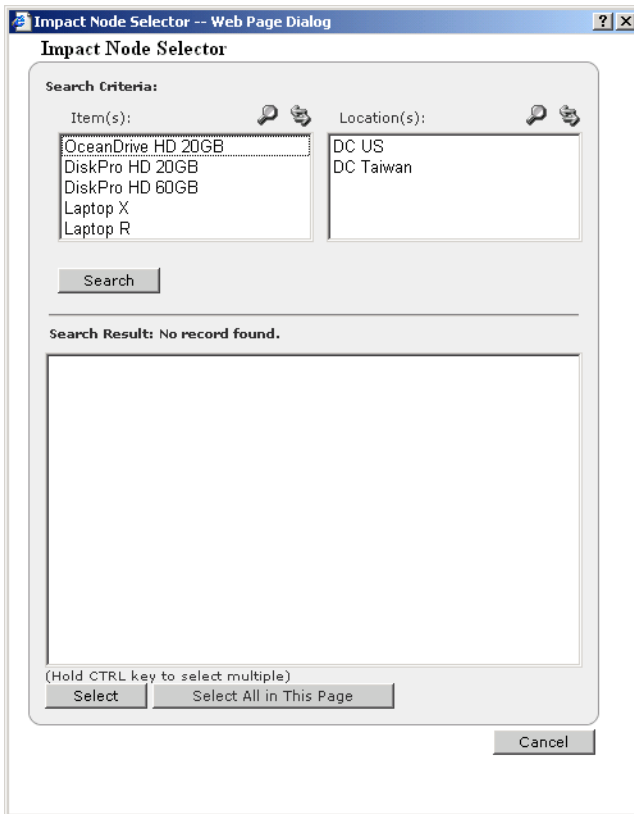 Impact Node Selector -- Web Page Dialog
Impact Node Selector
Search Criteria:
Item(s):
Location(s):
OceanDrive HD 20GB
DiskPro HD 20GB
DiskPro HD 60GB
Laptop X
Laptop R
DC US
DC Taiwan
Search
Search Result: No record found.
(Hold CTRL key to select multiple)
Select
Select All in This Page
Cancel